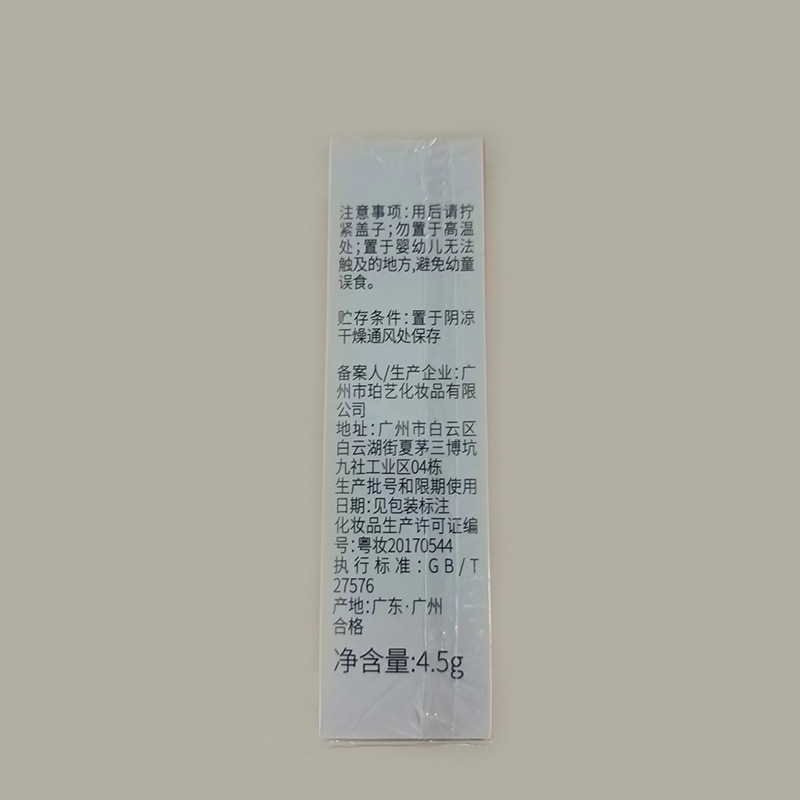 注意事项:用后请拧
紧盖子;勿置于高温
处;置于婴幼儿无法
触及的地方,避免幼童
误食。
贮存条件:置于阴凉
干燥通风处保存
备案人/生产企业:广
州市珀艺化妆品有限
公司
地址:广州市白云区
白云湖街夏茅三博坑
九社工业区04栋
生产批号和限期使用
日期:见包装标注
化妆品生产许可证编
号:粤妆20170544
执行标准:GB/T
27576
产地:广东·广州
合格
净含量:4.5g